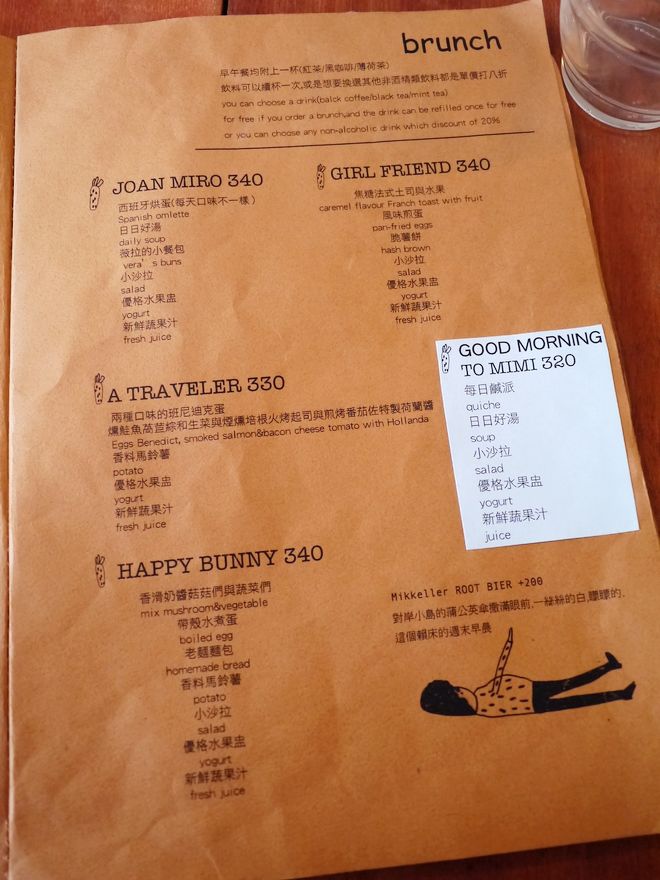 brunch
早午餐均附上一杯(紅茶/黑咖啡/薄荷茶)
飲料可以續杯一次,或是想要換選其他非酒精類飲料都是單價打八折
you can choose a drink(balck coffee/black tea/mint tea)
for free if you order a brunch,and the drink can be refilled once for free
or you can choose any non-alcoholic drink which discount of 20%
JOAN MIRO 340
西班牙烘蛋(每天口味不一樣)
Spanish omlette
日日好湯
daily soup
薇拉的小餐包
vera's buns
小沙拉
salad
優格水果盅
yogurt
新鮮蔬果汁
fresh juice
GIRL FRIEND 340
焦糖法式土司與水果
caremel flavour Franch toast with fruit
風味煎蛋
pan-fried eggs
脆薯餅
hash brown
小沙拉
salad
優格水果盅
yogurt
新鮮蔬果汁
fresh juice
A TRAVELER 330
兩種口味的班尼迪克蛋
燻鮭魚萵苣綜和生菜與煙燻培根火烤起司與煎烤番茄佐特製荷蘭醬
Eggs Benedict, smoked salmon&bacon cheese tomato with Hollanda
香料馬鈴薯
potato
優格水果盅
yogurt
新鮮蔬果汁
fresh juice
GOOD MORNING
TO MIMI 320
每日鹹派
quiche
日日好湯
soup
小沙拉
salad
優格水果盅
yogurt
新鮮蔬果汁
juice
HAPPY BUNNY 340
香滑奶醬菇菇們與蔬菜們
mix mushroom&vegetable
帶殼水煮蛋
boiled egg
老麵麵包
homemade bread
香料馬鈴薯
potato
小沙拉
salad
優格水果盅
yogurt
新鮮蔬果汁
fresh juice
Mikkeller ROOT BIER +200
對岸小島的蒲公英傘撒滿眼前,一絲絲的白,矇矇的.
這個賴床的週末早晨